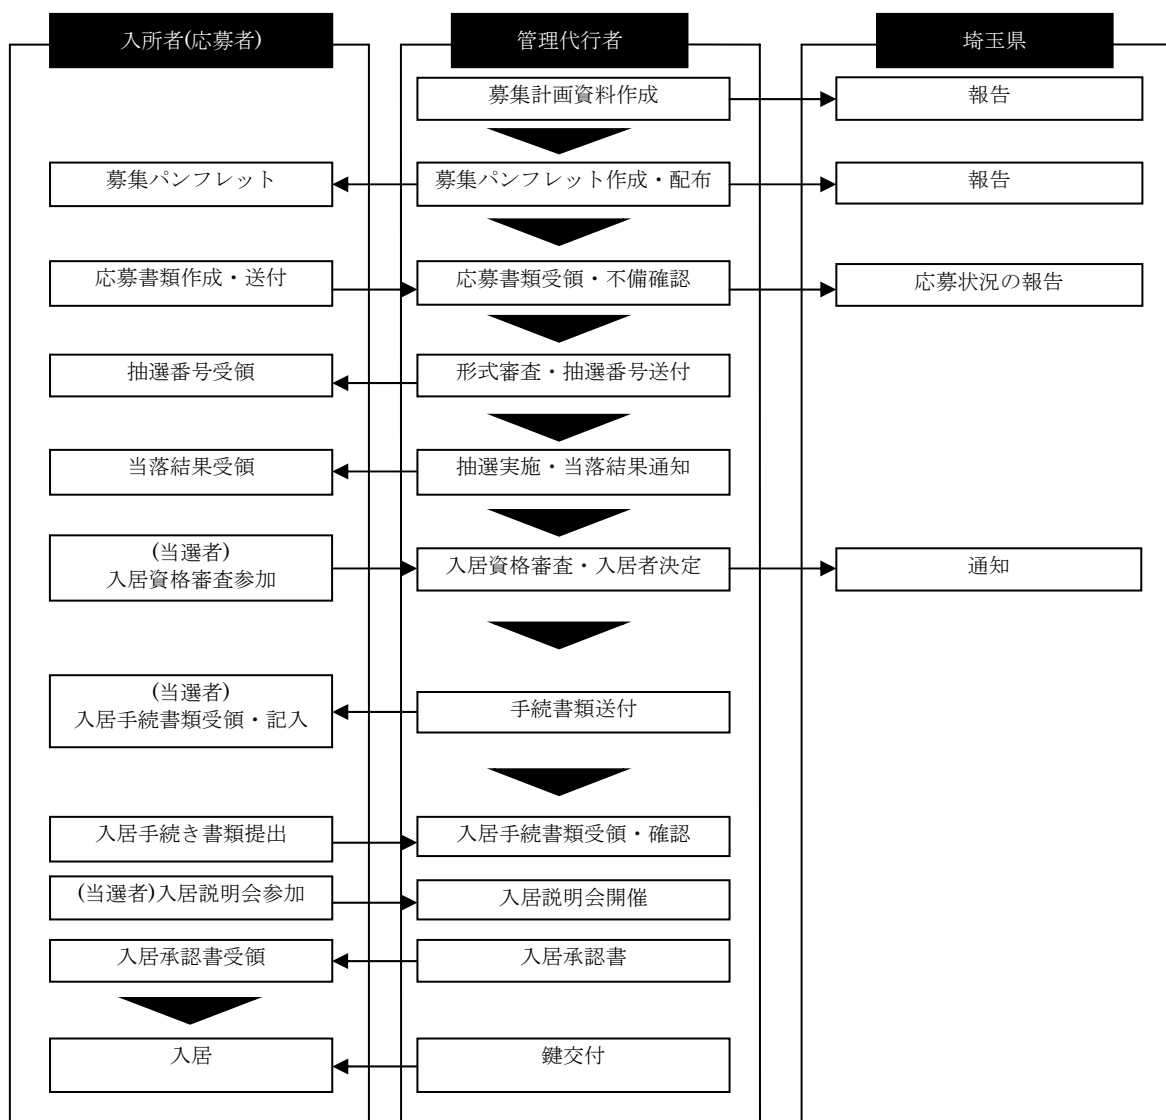 入所者(応募者)
管理代行者
埼玉県
募集計画資料作成
報告
募集パンフレット
募集パンフレット作成・配布
報告
応募書類作成・送付
応募書類受領・不備確認
応募状況の報告
抽選番号受領
形式審査・抽選番号送付
当落結果受領
抽選実施・当落結果通知
(当選者)
入居資格審査参加
入居資格審査・入居者決定
通知
(当選者)
入居手続書類受領・記入
手続書類送付
入居手続き書類提出
入居手続書類受領・確認
(当選者)入居説明会参加
入居説明会開催
入居承認書受領
入居承認書
入居
鍵交付